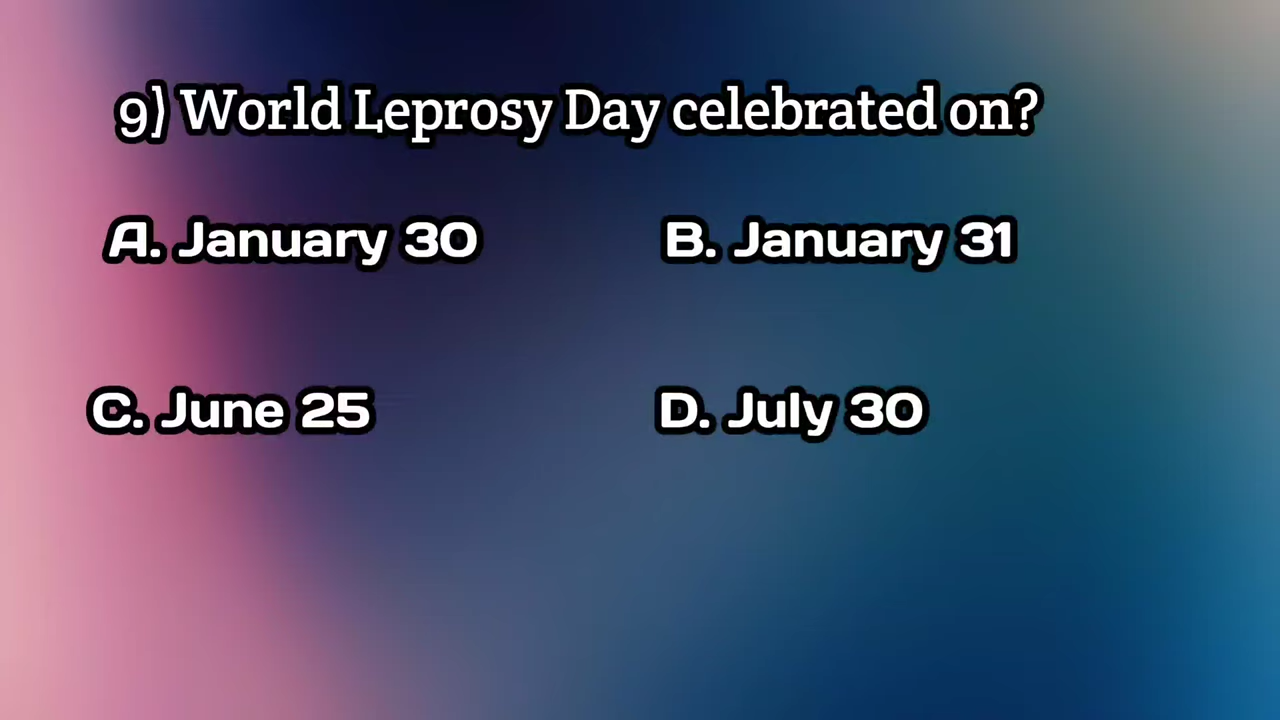 9) World Leprosy Day celebrated on?
A. January 30
B. January 31
C. June 25
D. July 30